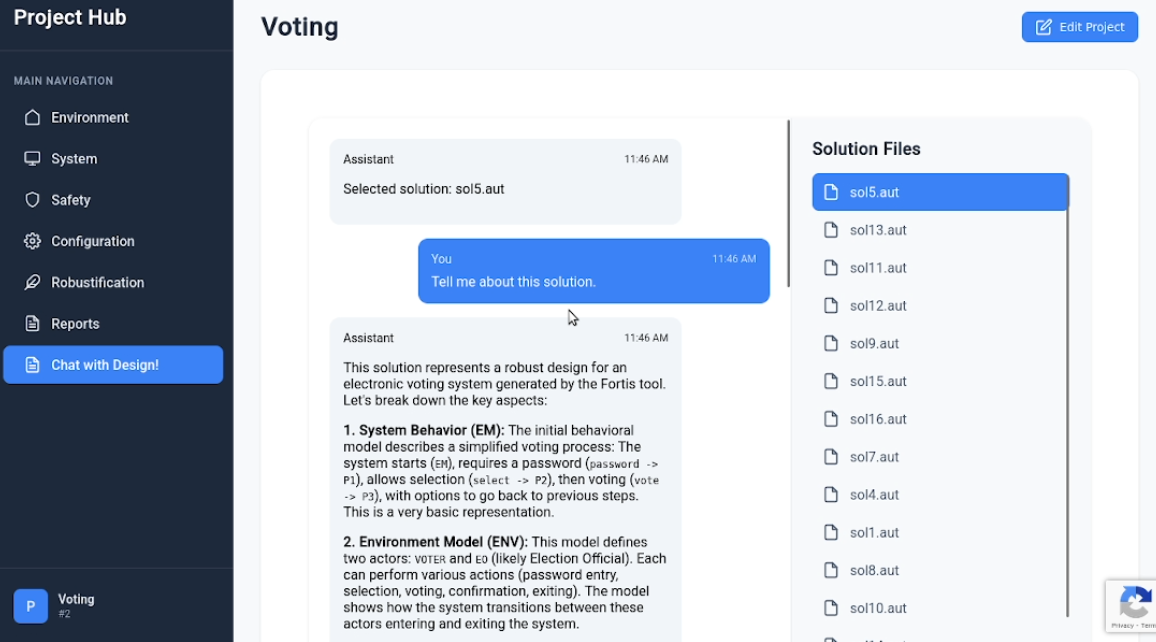 Project Hub
MAIN NAVIGATION
Environment
System
Safety
Configuration
Robustification
Reports
Chat with Design!
P
Voting
#2
Voting
Edit Project
Assistant 11:46 AM
Selected solution: sol5.aut
You 11:46 AM
Tell me about this solution.
Assistant 11:46 AM
This solution represents a robust design for an
electronic voting system generated by the Fortis tool.
Let's break down the key aspects:
1. System Behavior (EM): The initial behavioral
model describes a simplified voting process: The
system starts (EM), requires a password (password ->
P1), allows selection (select -> P2), then voting (vote
-> P3), with options to go back to previous steps.
This is a very basic representation.
2. Environment Model (ENV): This model defines
two actors: VOTER and EO (likely Election Official). Each
can perform various actions (password entry,
selection, voting, confirmation, exiting). The model
shows how the system transitions between these
actors entering and exiting the system.
Solution Files
sol5.aut
sol13.aut
sol11.aut
sol12.aut
sol9.aut
sol15.aut
sol16.aut
sol7.aut
sol4.aut
sol1.aut
sol8.aut
sol10.aut
Privacy -